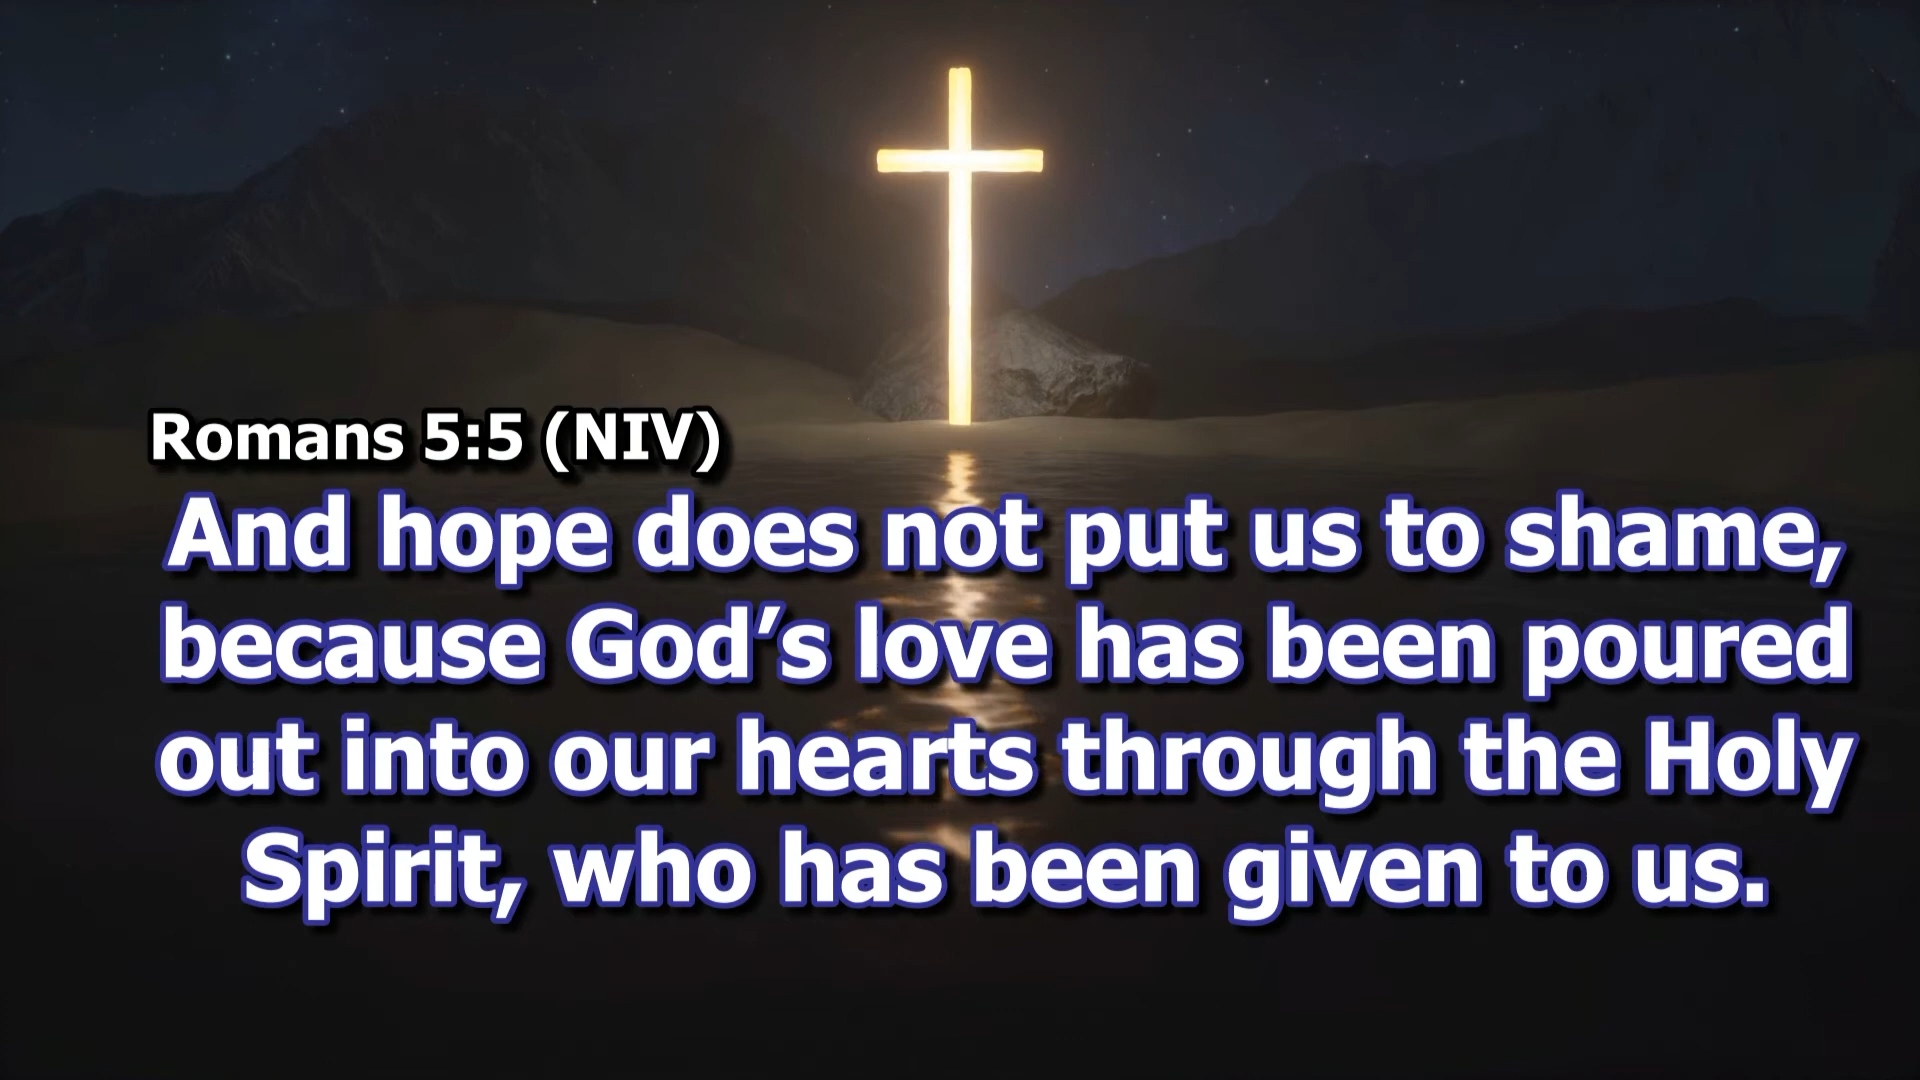 Romans 5:5 (NIV)
And hope does not put us to shame,
because God’s love has been poured
out into our hearts through the Holy
Spirit, who has been given to us.